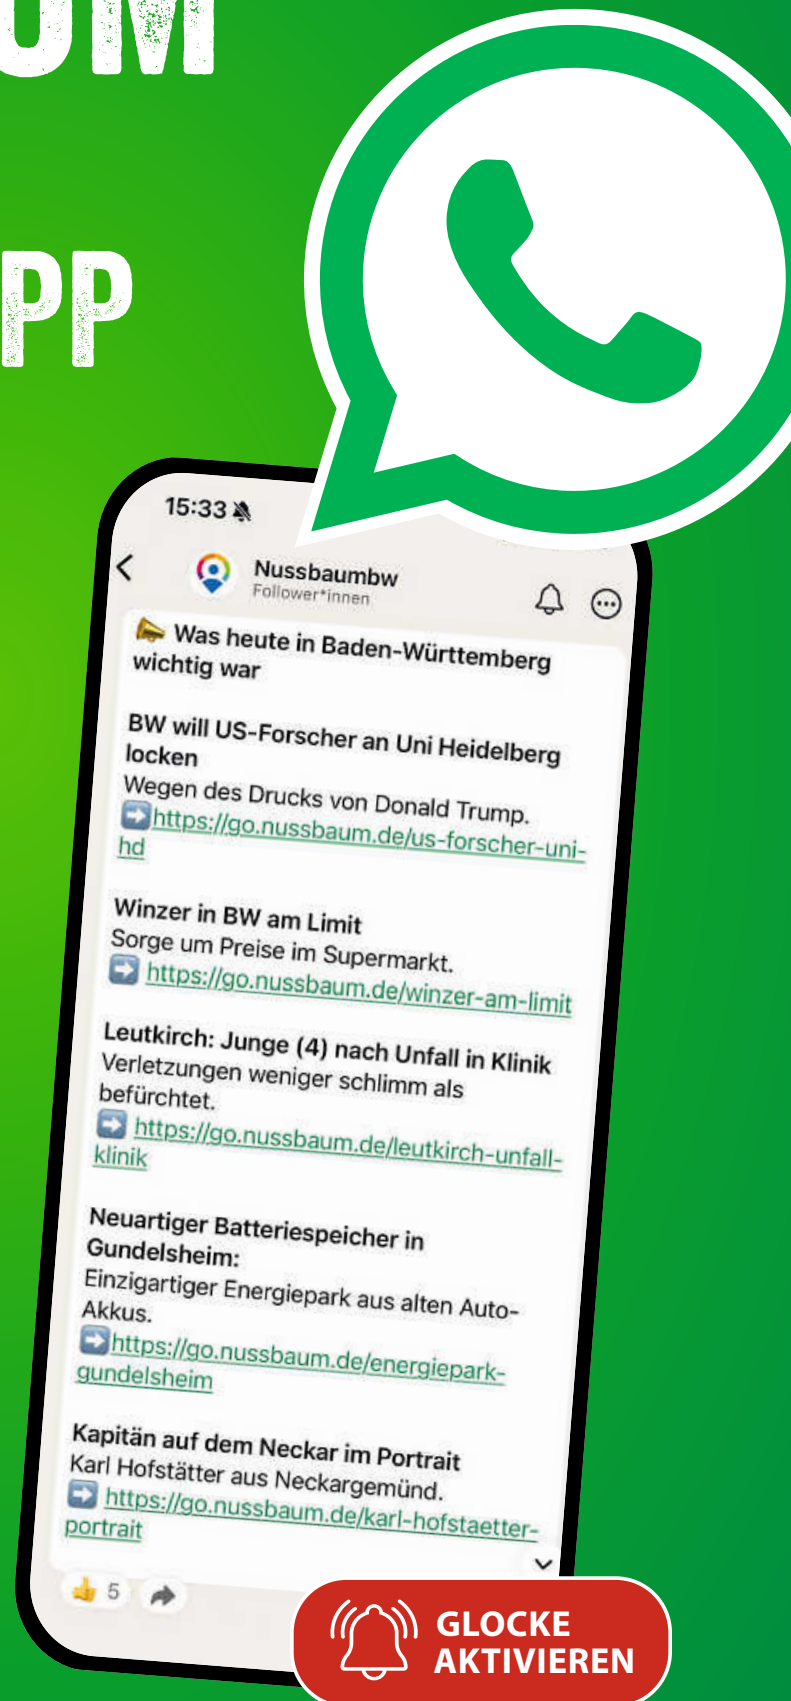 UM
PP
15:33
Nussbaumbw
Follower*innen
Was heute in Baden-Württemberg
wichtig war
BW will US-Forscher an Uni Heidelberg
locken
Wegen des Drucks von Donald Trump.
https://go.nussbaum.de/us-forscher-uni-
hd
Winzer in BW am Limit
Sorge um Preise im Supermarkt.
https://go.nussbaum.de/winzer-am-limit
Leutkirch: Junge (4) nach Unfall in Klinik
Verletzungen weniger schlimm als
befürchtet.
https://go.nussbaum.de/leutkirch-unfall-
klinik
Neuartiger Batteriespeicher in
Gundelsheim:
Einzigartiger Energiepark aus alten Auto-
Akkus.
https://go.nussbaum.de/energiepark-
gundelsheim
Kapitän auf dem Neckar im Portrait
Karl Hofstätter aus Neckargemünd.
https://go.nussbaum.de/karl-hofstaetter-
portrait
5
GLOCKE
AKTIVIEREN